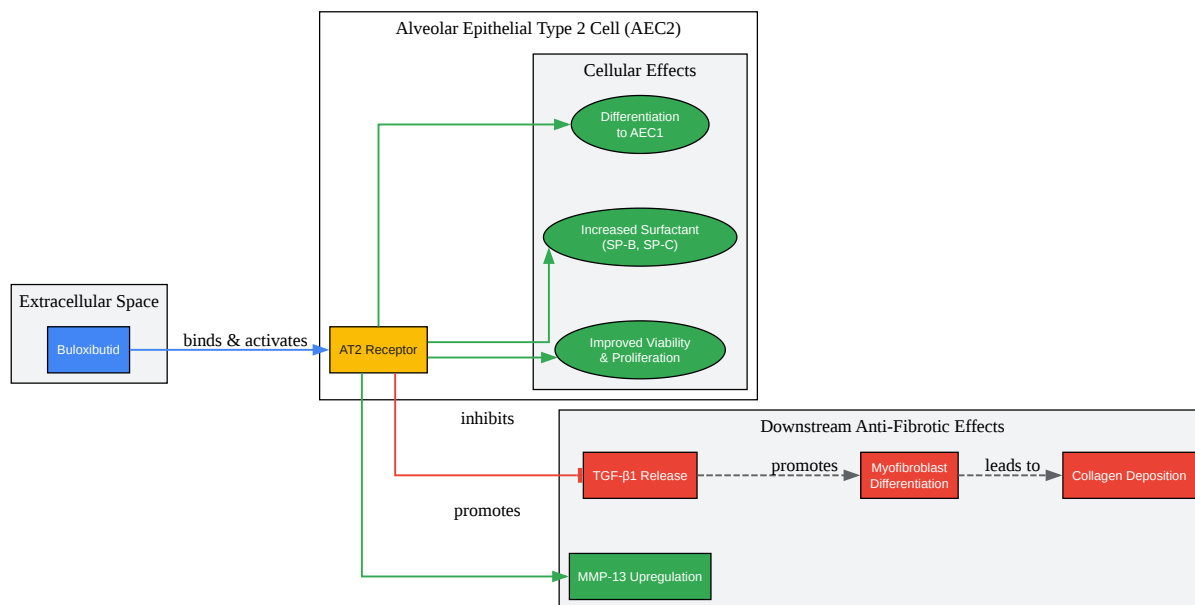 Alveolar Epithelial Type 2 Cell (AEC2)
Cellular Effects
Differentiation
to AEC1
Increased Surfactant
(SP-B, SP-C)
Extracellular Space
Buloxibutid
binds & activates
AT2 Receptor
Improved Viability
& Proliferation
inhibits
Downstream Anti-Fibrotic Effects
TGF-β1 Release
promotes
Myofibroblast
Differentiation
leads to
Collagen Deposition
promotes
MMP-13 Upregulation